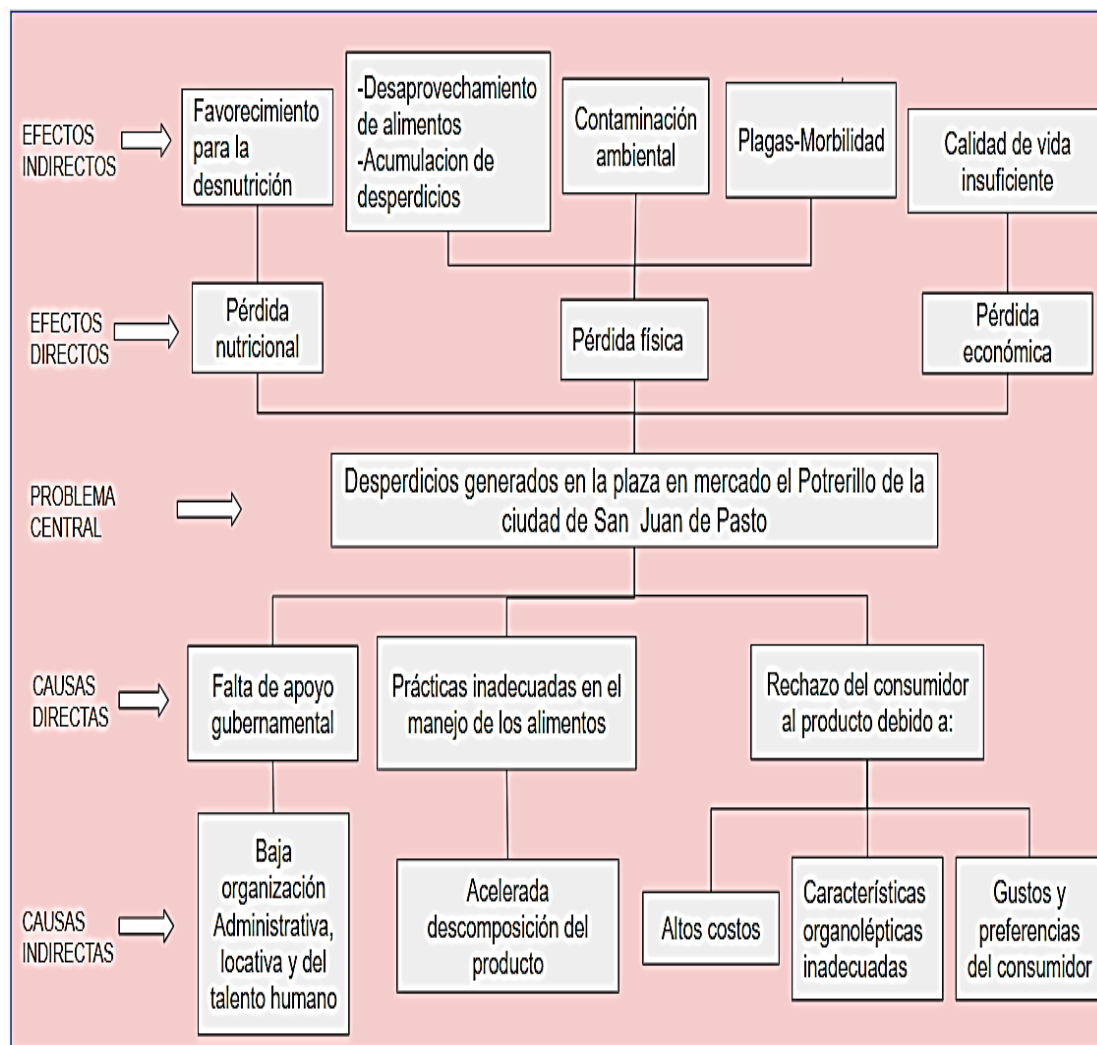 EFECTOS
INDIRECTOS
Favorecimiento
para la
desnutrición
-Desaprovechamiento
de alimentos
-Acumulacion de
desperdicios
Contaminación
ambiental
Plagas-Morbilidad
Calidad de vida
insuficiente
EFECTOS
DIRECTOS
Pérdida
nutricional
Pérdida física
Pérdida
económica
PROBLEMA
CENTRAL
Desperdicios generados en la plaza en mercado el Potrerillo de la
ciudad de San Juan de Pasto
CAUSAS
DIRECTAS
Falta de apoyo
gubernamental
Prácticas inadecuadas en el
manejo de los alimentos
Rechazo del consumidor
al producto debido a:
CAUSAS
INDIRECTAS
Baja
organización
Administrativa,
locativa y del
talento humano
Acelerada
descomposición del
producto
Altos costos
Características
organolépticas
inadecuadas
Gustos y
preferencias
del consumidor